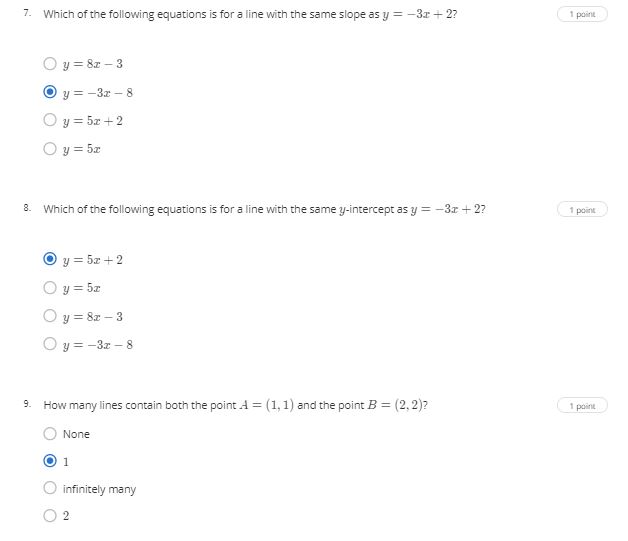 7. Which of the following equations is for a line with the same slope as y = −3x + 2?
1 point
y = 8x − 3
y = −3x − 8
y = 5x + 2
y = 5x
8. Which of the following equations is for a line with the same y-intercept as y = −3x + 2?
1 point
y = 5x + 2
y = 5x
y = 8x − 3
y = −3x − 8
9. How many lines contain both the point A = (1, 1) and the point B = (2, 2)?
1 point
None
1
infinitely many
2